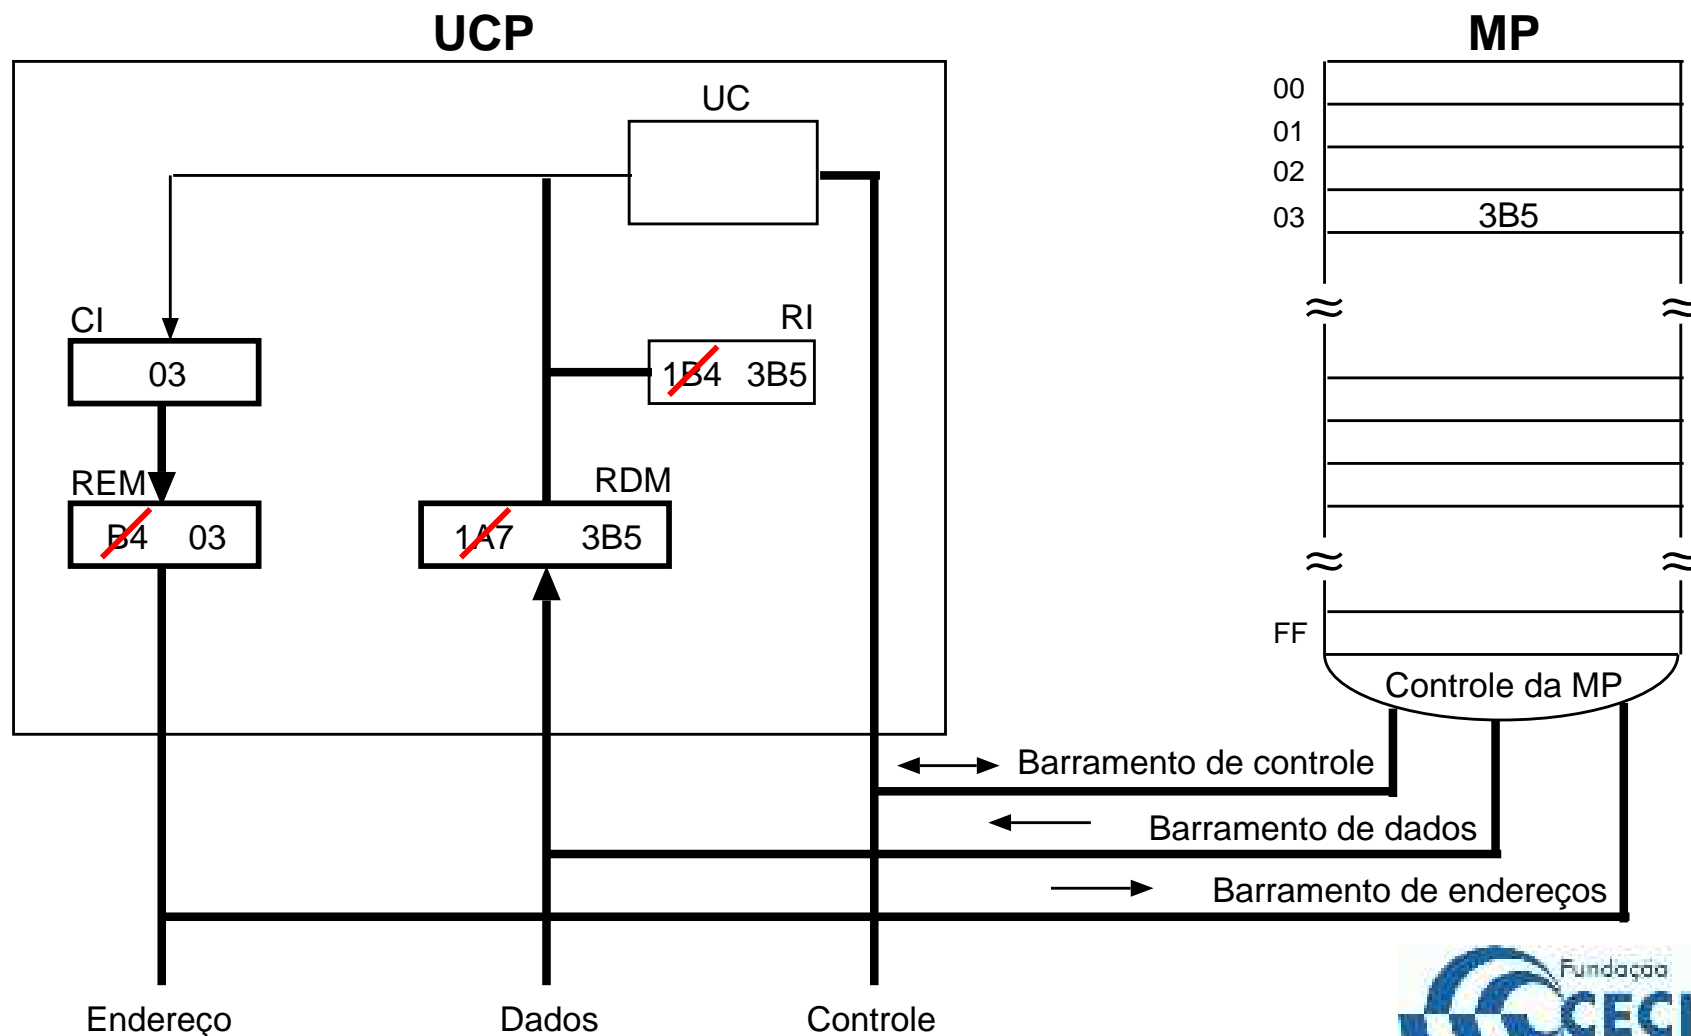 UCP
MP
UC
00
01
02
03 3B5
CI
03
RI
1B4 3B5
REM
B4 03
RDM
1A7 3B5
FF
Controle da MP
Barramento de controle
Barramento de dados
Barramento de endereços
Endereço Dados Controle
Fundação